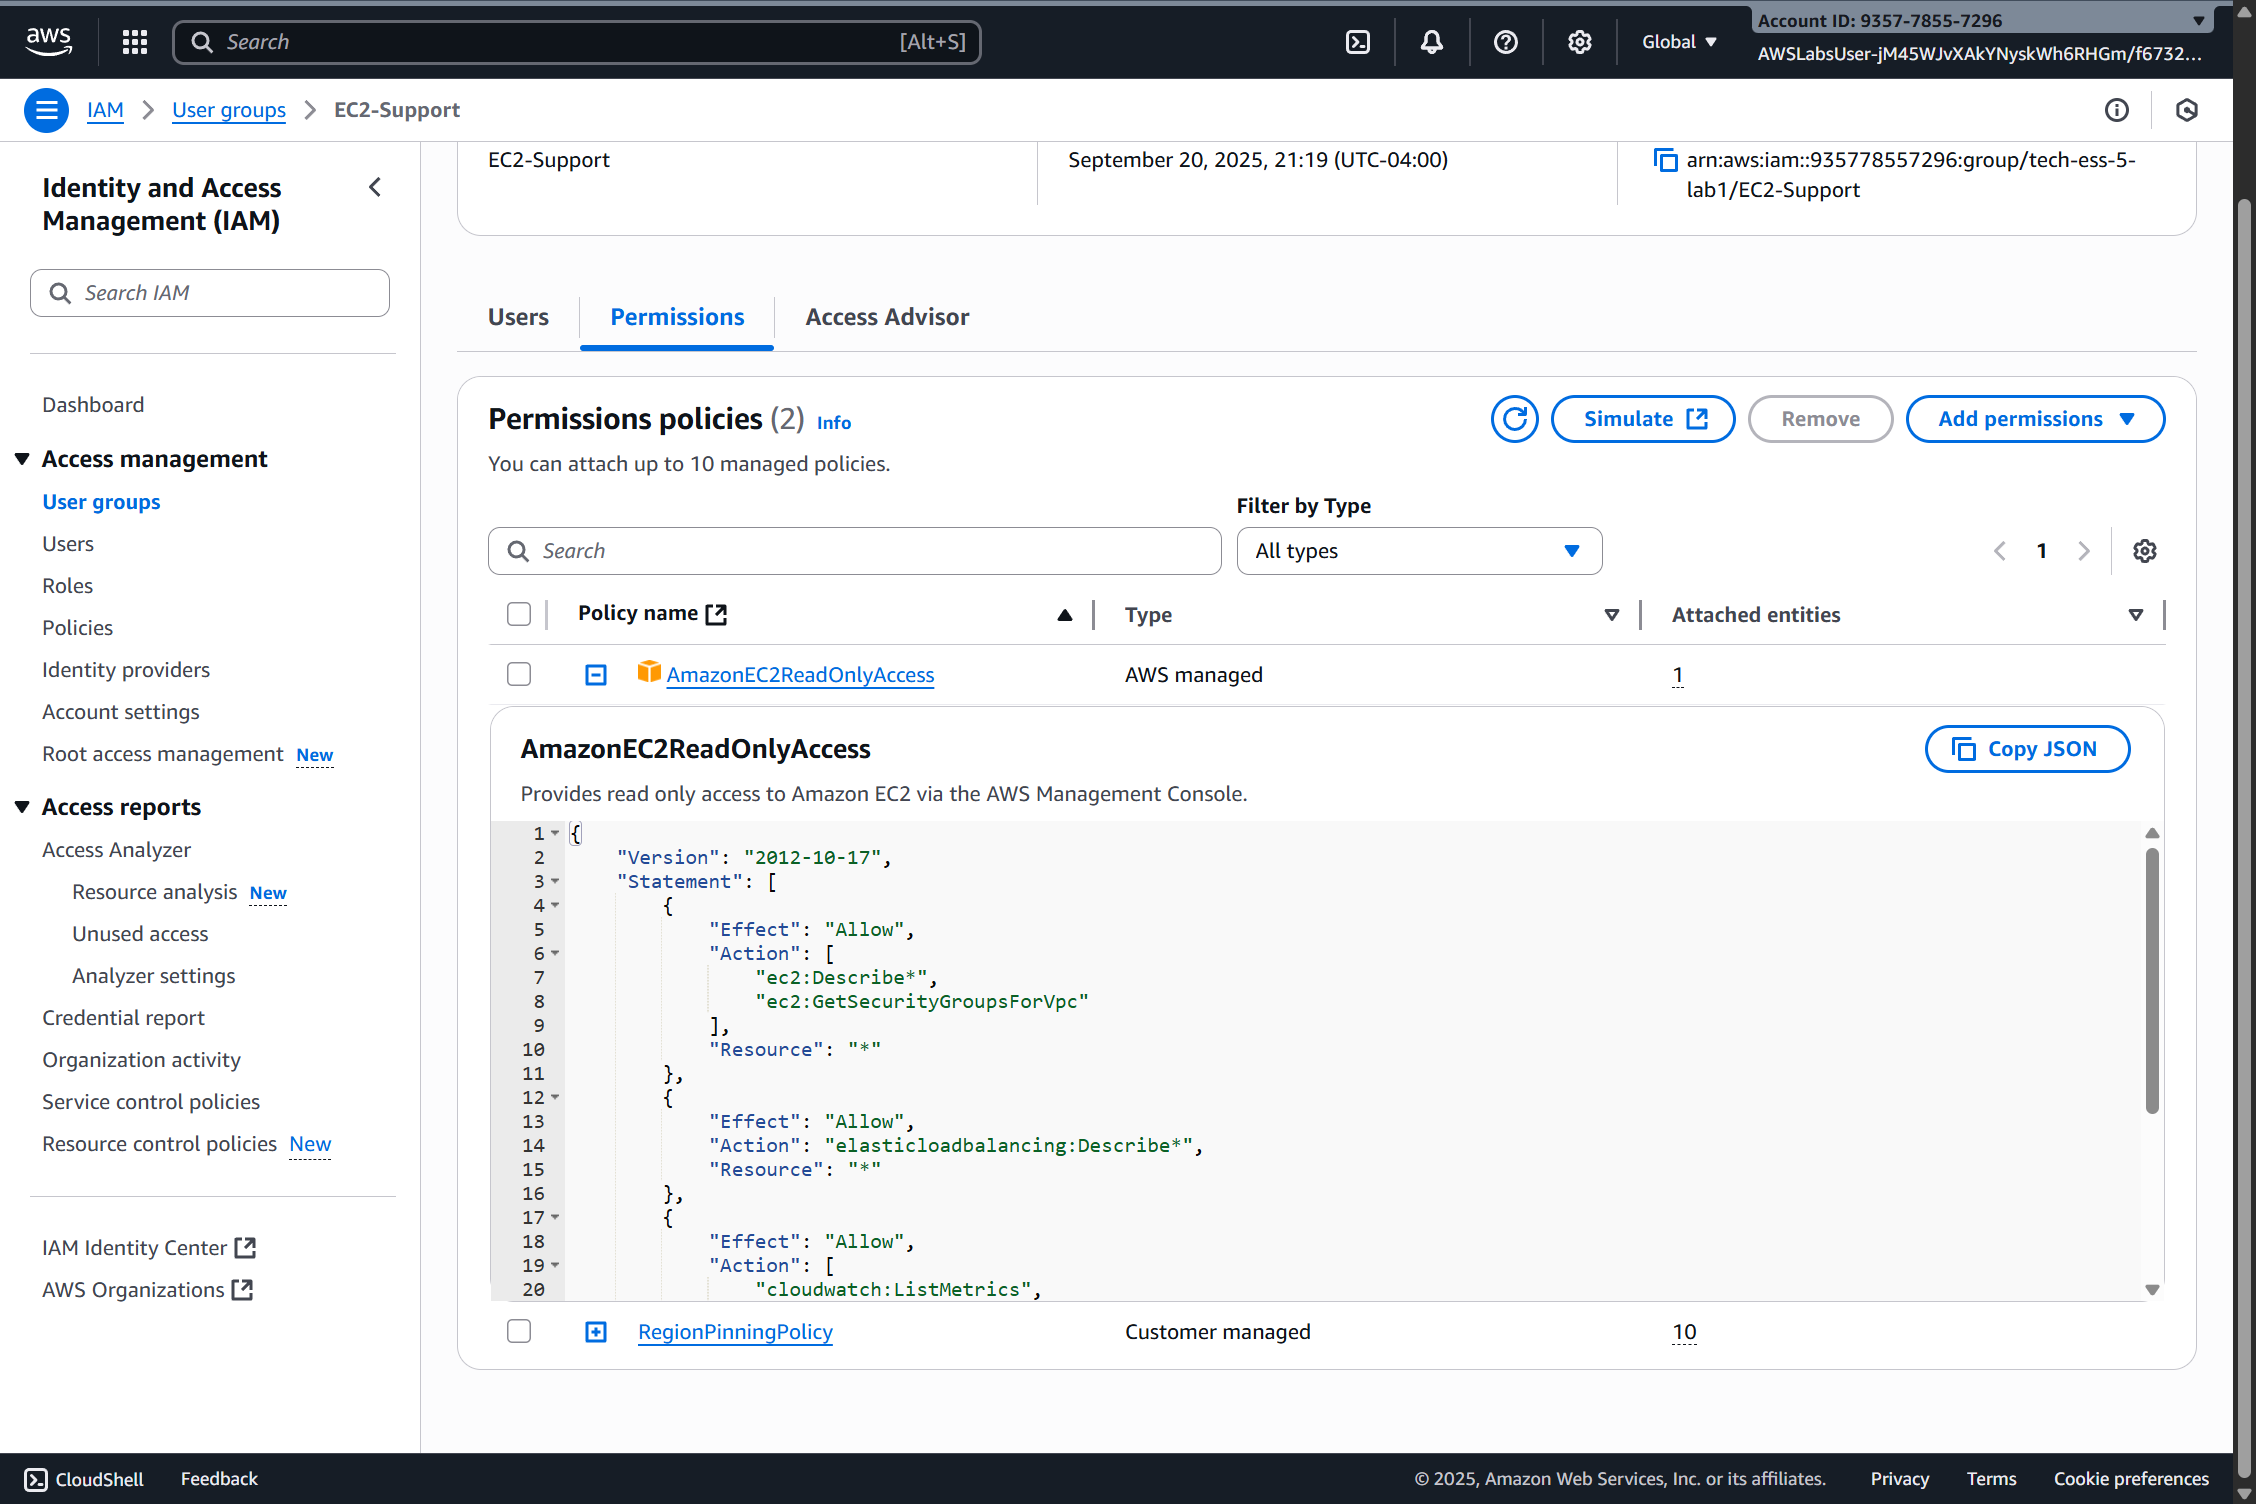 aws
Search
[Alt+S]
Global
Account ID: 9357-7855-7296
AWSLabsUser-jM45WJvXAkYNyskWh6RHGm/f6732...
IAM
User groups
EC2-Support
Identity and Access
Management (IAM)
Search IAM
Dashboard
Access management
User groups
Users
Roles
Policies
Identity providers
Account settings
Root access management New
Access reports
Access Analyzer
Resource analysis New
Unused access
Analyzer settings
Credential report
Organization activity
Service control policies
Resource control policies New
IAM Identity Center
AWS Organizations
EC2-Support
September 20, 2025, 21:19 (UTC-04:00)
arn:aws:iam::935778557296:group/tech-ess-5-
lab1/EC2-Support
Users
Permissions
Access Advisor
Permissions policies (2) Info
Simulate
Remove
Add permissions
You can attach up to 10 managed policies.
Filter by Type
Search
All types
1
Policy name
Type
Attached entities
AmazonEC2ReadOnlyAccess
AWS managed
1
AmazonEC2ReadOnlyAccess
Copy JSON
Provides read only access to Amazon EC2 via the AWS Management Console.
1 {
2 "Version": "2012-10-17",
3 "Statement": [
4 {
5 "Effect": "Allow",
6 "Action": [
7 "ec2:Describe*",
8 "ec2:GetSecurityGroupsForVpc"
9 ],
10 "Resource": "*"
11 },
12 {
13 "Effect": "Allow",
14 "Action": "elasticloadbalancing:Describe*",
15 "Resource": "*"
16 },
17 {
18 "Effect": "Allow",
19 "Action": [
20 "cloudwatch:ListMetrics",
RegionPinningPolicy
Customer managed
10
CloudShell
Feedback
© 2025, Amazon Web Services, Inc. or its affiliates.
Privacy
Terms
Cookie preferences